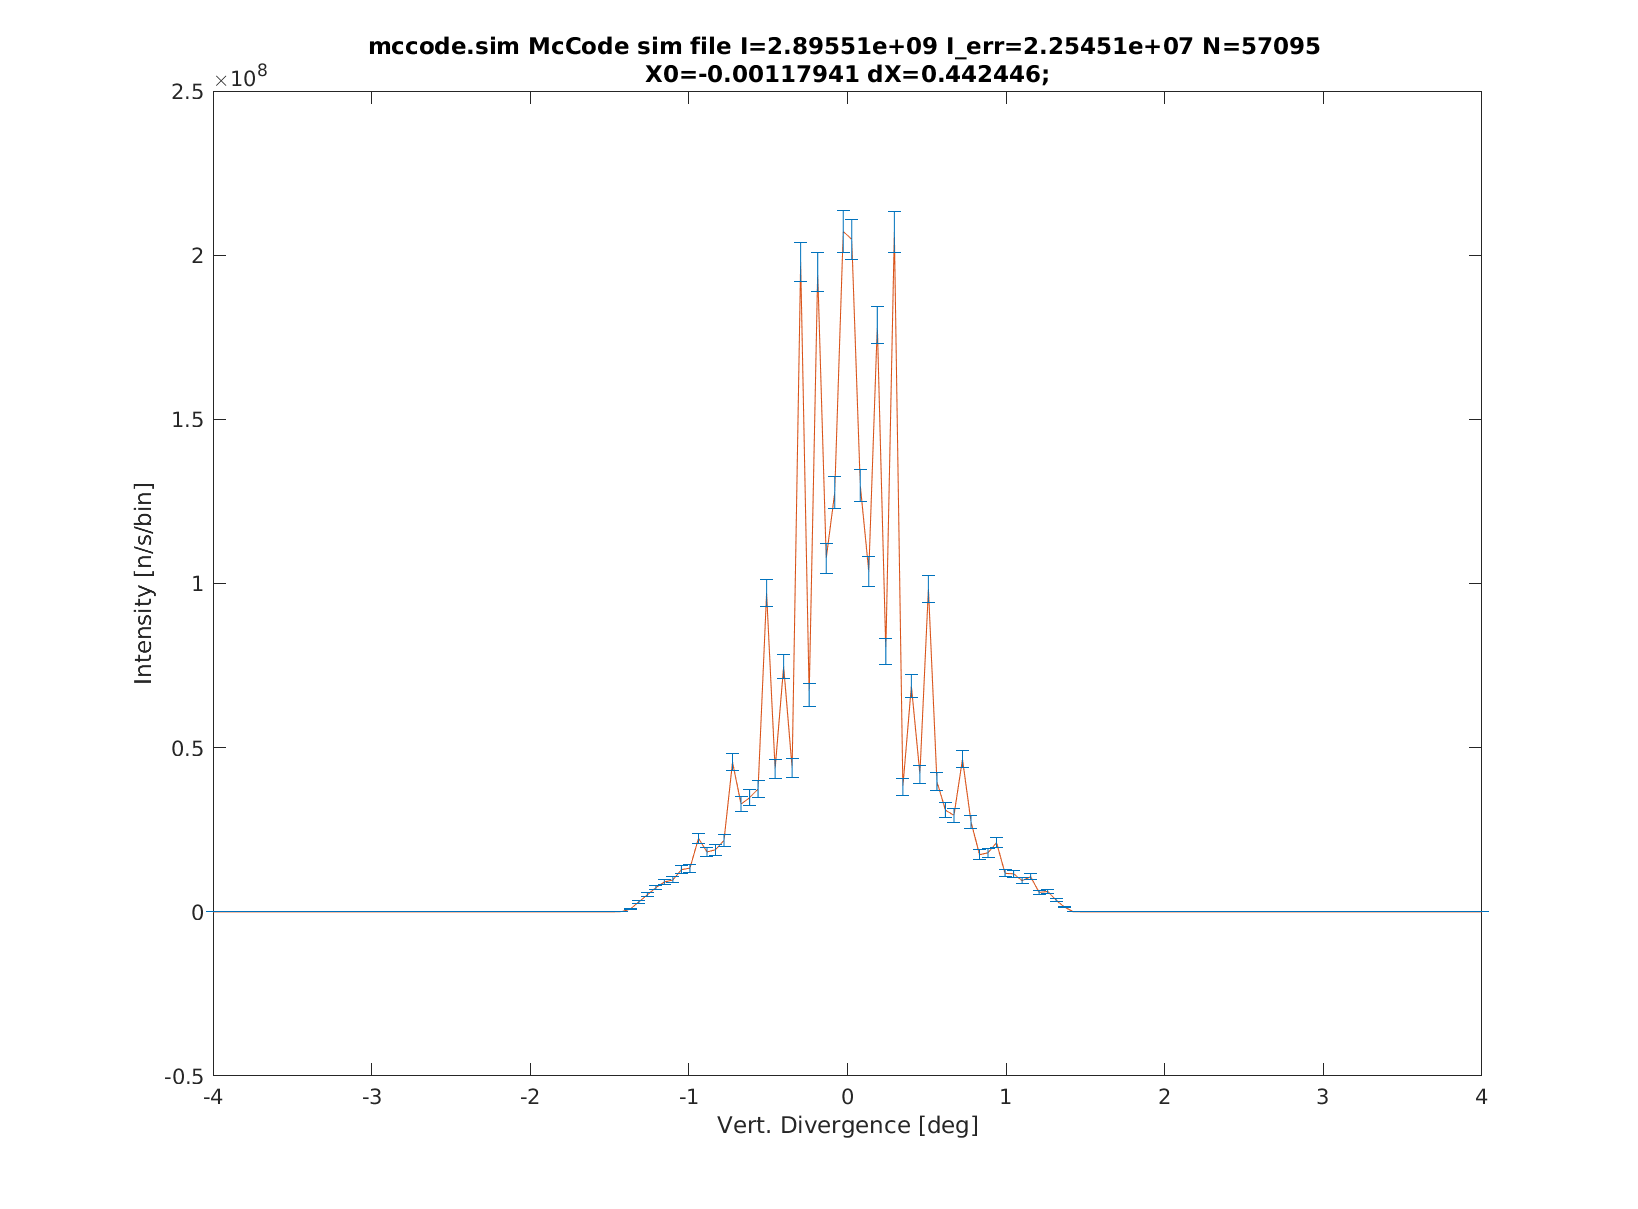 mccode.sim McCode sim file I=2.89551e+09 I_err=2.25451e+07 N=57095
X0=-0.00117941 dX=0.442446;
×10^8
2.5
2
1.5
1
0.5
0
-0.5
Intensity [n/s/bin]
-4 -3 -2 -1 0 1 2 3 4
Vert. Divergence [deg]